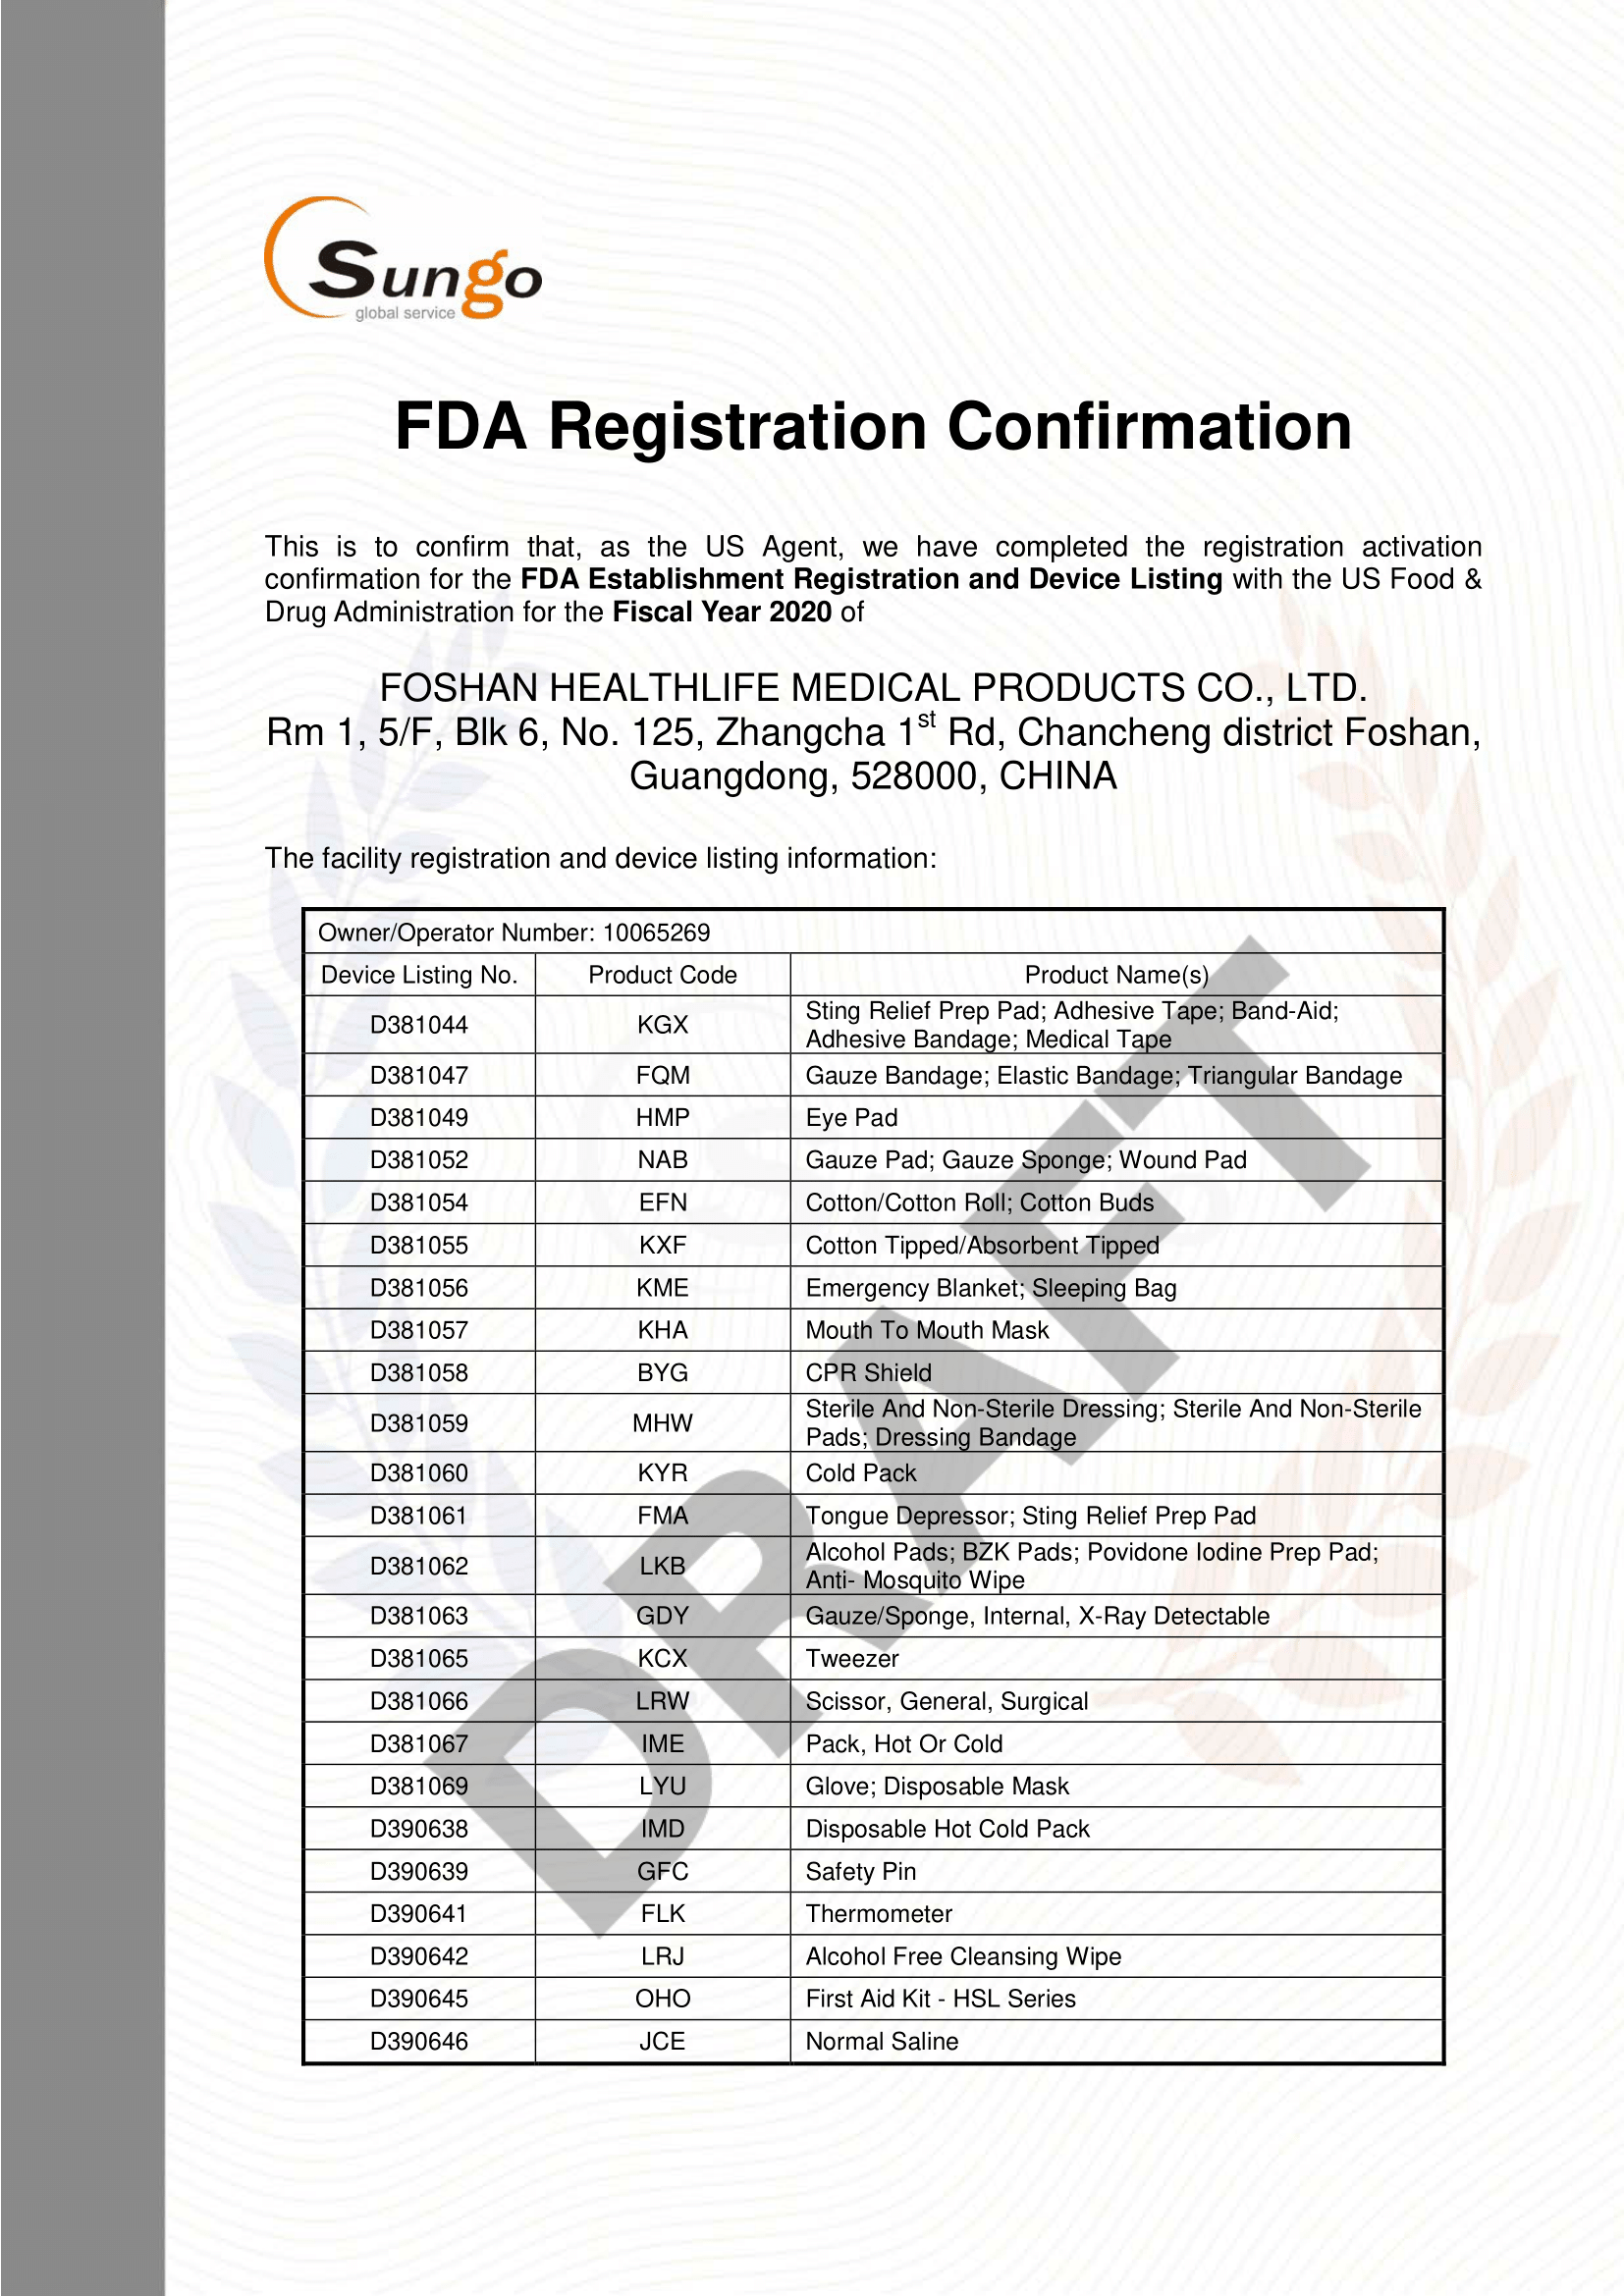 Sungo
global service
FDA Registration Confirmation
This is to confirm that, as the US Agent, we have completed the registration activation
confirmation for the FDA Establishment Registration and Device Listing with the US Food &
Drug Administration for the Fiscal Year 2020 of
FOSHAN HEALTHLIFE MEDICAL PRODUCTS CO., LTD.
Rm 1, 5/F, Blk 6, No. 125, Zhangcha 1st Rd, Chancheng district Foshan,
Guangdong, 528000, CHINA
The facility registration and device listing information:
Owner/Operator Number: 10065269
Device Listing No. Product Code Product Name(s)
D381044 KGX Sting Relief Prep Pad; Adhesive Tape; Band-Aid;
Adhesive Bandage; Medical Tape
D381047 FQM Gauze Bandage; Elastic Bandage; Triangular Bandage
D381049 HMP Eye Pad
D381052 NAB Gauze Pad; Gauze Sponge; Wound Pad
D381054 EFN Cotton/Cotton Roll; Cotton Buds
D381055 KXF Cotton Tipped/Absorbent Tipped
D381056 KME Emergency Blanket; Sleeping Bag
D381057 KHA Mouth To Mouth Mask
D381058 BYG CPR Shield
D381059 MHW Sterile And Non-Sterile Dressing; Sterile And Non-Sterile
Pads; Dressing Bandage
D381060 KYR Cold Pack
D381061 FMA Tongue Depressor; Sting Relief Prep Pad
D381062 LKB Alcohol Pads; BZK Pads; Povidone Iodine Prep Pad;
Anti- Mosquito Wipe
D381063 GDY Gauze/Sponge, Internal, X-Ray Detectable
D381065 KCX Tweezer
D381066 LRW Scissor, General, Surgical
D381067 IME Pack, Hot Or Cold
D381069 LYU Glove; Disposable Mask
D390638 IMD Disposable Hot Cold Pack
D390639 GFC Safety Pin
D390641 FLK Thermometer
D390642 LRJ Alcohol Free Cleansing Wipe
D390645 OHO First Aid Kit - HSL Series
D390646 JCE Normal Saline
DRAFT